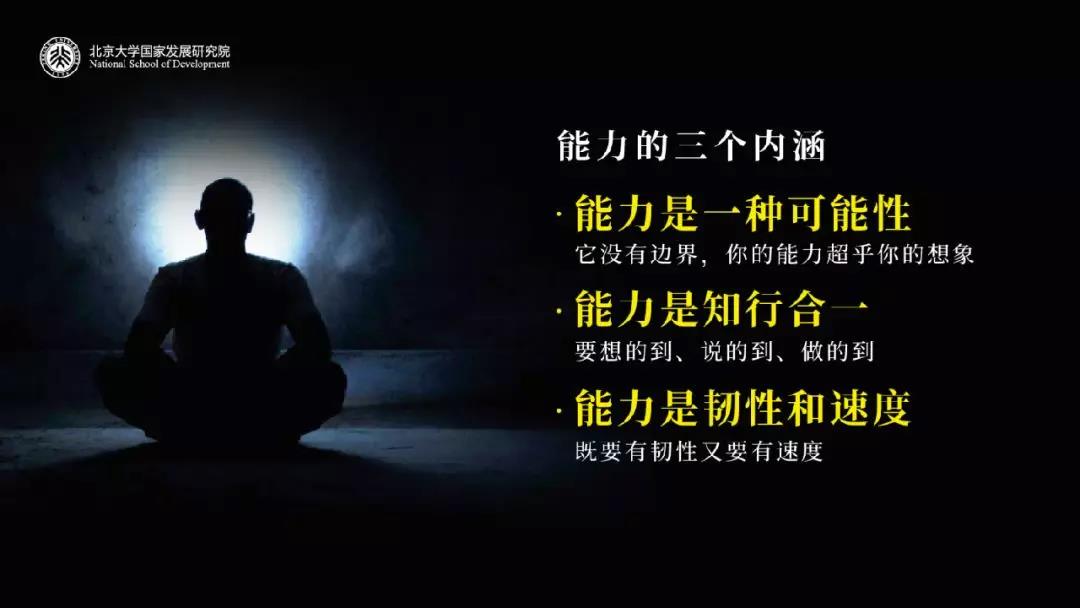 北京大学国家发展研究院
National School of Development
能力的三个内涵
· 能力是一种可能性
它没有边界，你的能力超乎你的想象
· 能力是知行合一
要想的到、说的到、做的到
· 能力是韧性和速度
既要有韧性又要有速度